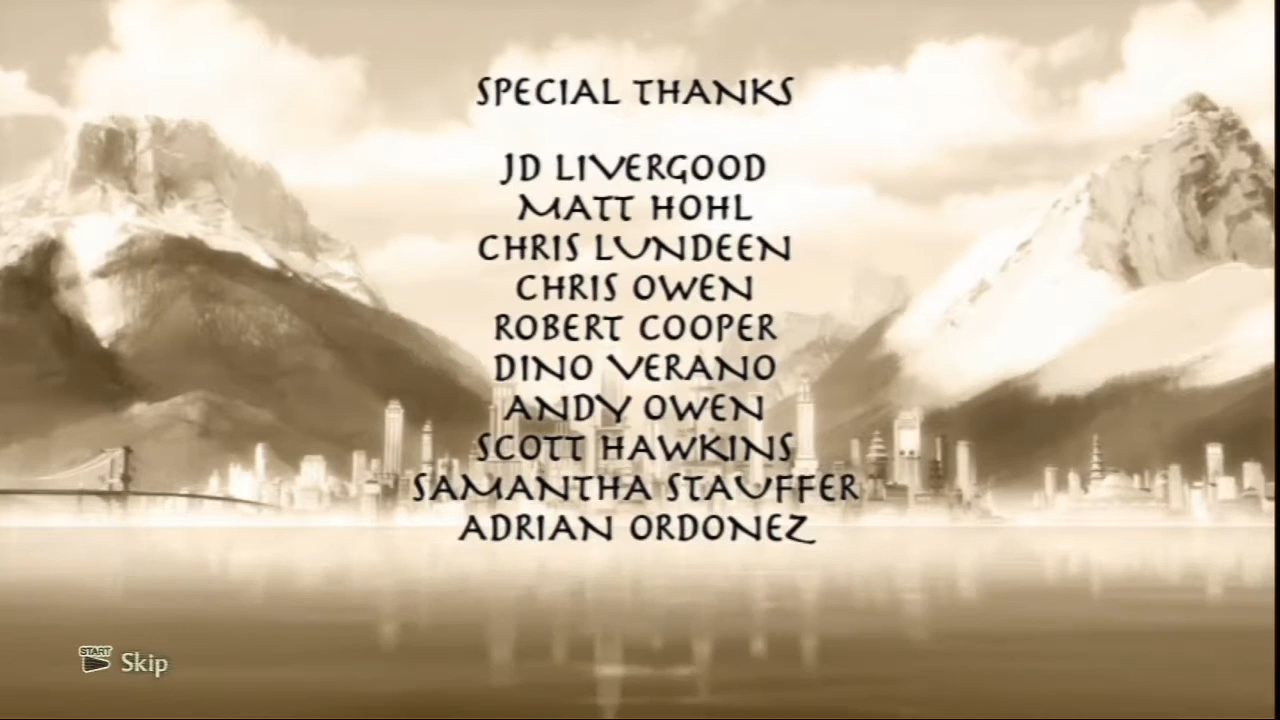 SPECIAL THANKS
JD LIVERGOOD
MATT HOHL
CHRIS LUNDEEN
CHRIS OWEN
ROBERT COOPER
DINO VERANO
ANDY OWEN
SCOTT HAWKINS
SAMANTHA STAUFFER
ADRIAN ORDONEZ
START Skip